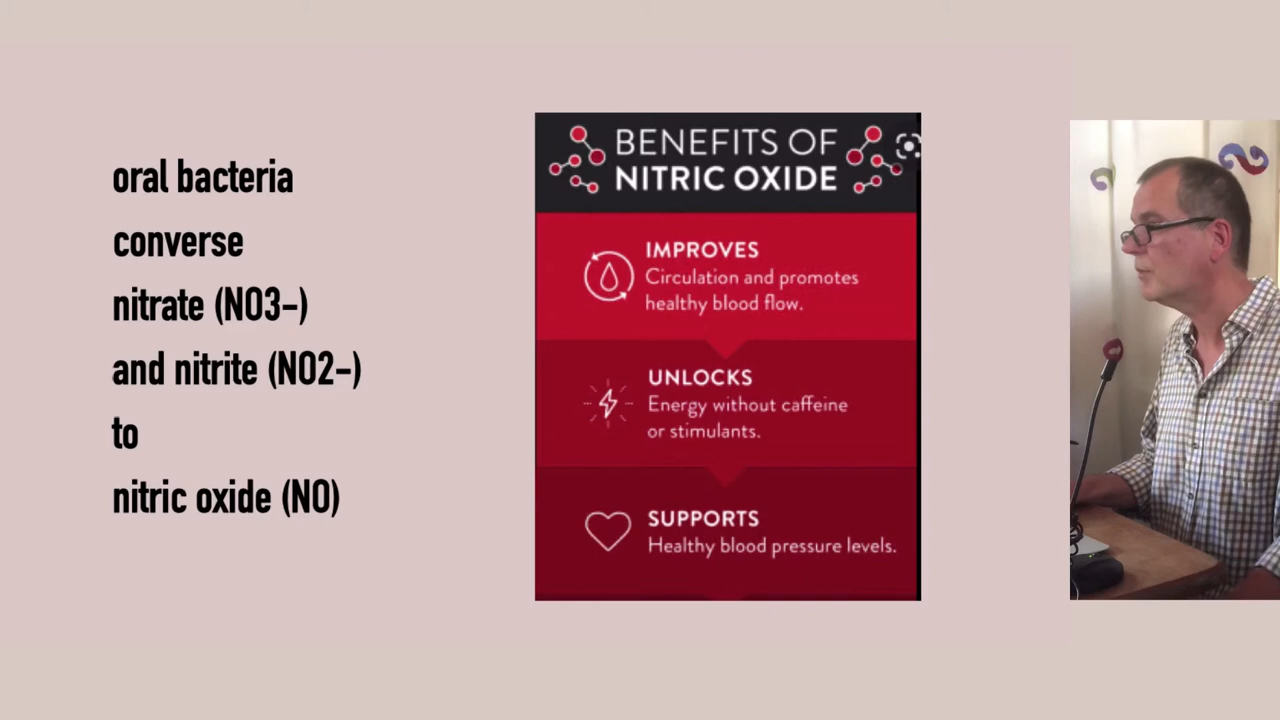 oral bacteria
converse
nitrate (NO3-)
and nitrite (NO2-)
to
nitric oxide (NO)
BENEFITS OF
NITRIC OXIDE
IMPROVES
Circulation and promotes
healthy blood flow.
UNLOCKS
Energy without caffeine
or stimulants.
SUPPORTS
Healthy blood pressure levels.